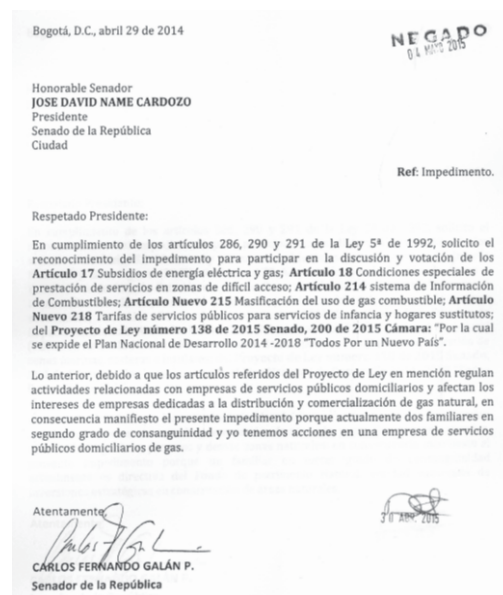 Bogotá, D.C., abril 29 de 2014
NEGADO
04 MAYO 2015
Honorable Senador
JOSE DAVID NAME CARDOZO
Presidente
Senado de la República
Ciudad
Ref: Impedimento.
Respetado Presidente:
En cumplimiento de los artículos 286, 290 y 291 de la Ley 5ª de 1992, solicito el
reconocimiento del impedimento para participar en la discusión y votación de los
Artículo 17 Subsidios de energía eléctrica y gas; Artículo 18 Condiciones especiales de
prestación de servicios en zonas de difícil acceso; Artículo 214 sistema de Información
de Combustibles; Artículo Nuevo 215 Masificación del uso de gas combustible; Artículo
Nuevo 218 Tarifas de servicios públicos para servicios de infancia y hogares sustitutos;
del Proyecto de Ley número 138 de 2015 Senado, 200 de 2015 Cámara: "Por la cual
se expide el Plan Nacional de Desarrollo 2014 -2018 "Todos Por un Nuevo País".
Lo anterior, debido a que los artículos referidos del Proyecto de Ley en mención regulan
actividades relacionadas con empresas de servicios públicos domiciliarios y afectan los
intereses de empresas dedicadas a la distribución y comercialización de gas natural, en
consecuencia manifiesto el presente impedimento porque actualmente dos familiares en
segundo grado de consanguinidad y yo tenemos acciones en una empresa de servicios
públicos domiciliarios de gas.
Atentamente,
30 ABR. 2015
CARLOS FERNANDO GALÁN P.
Senador de la República